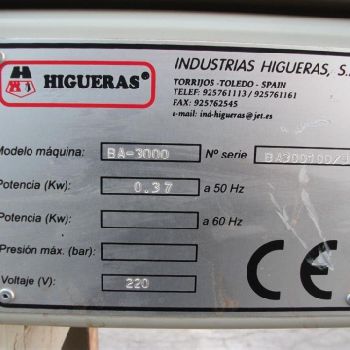 HIGUERAS®
INDUSTRIAS HIGUERAS, S.
TORRIJOS -TOLEDO - SPAIN
TELEF: 925761113 / 925761161
FAX: 925762545
e-mail: ind-higueras@jet.es
Modelo máquina: BA-3000 Nº serie
Potencia (Kw): 0.37 a 50 Hz
Potencia (Kw): a 60 Hz
Presión máx. (bar):
Voltaje (V): 220
CE